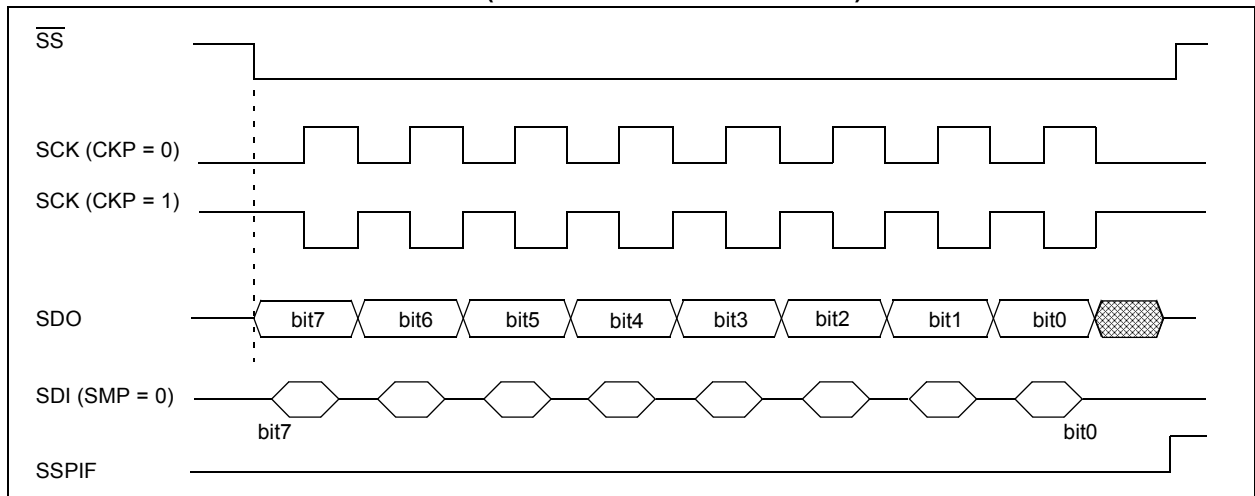 SS
SCK (CKP = 0)
SCK (CKP = 1)
SDO bit7 bit6 bit5 bit4 bit3 bit2 bit1 bit0
SDI (SMP = 0)
bit7 bit0
SSPIF